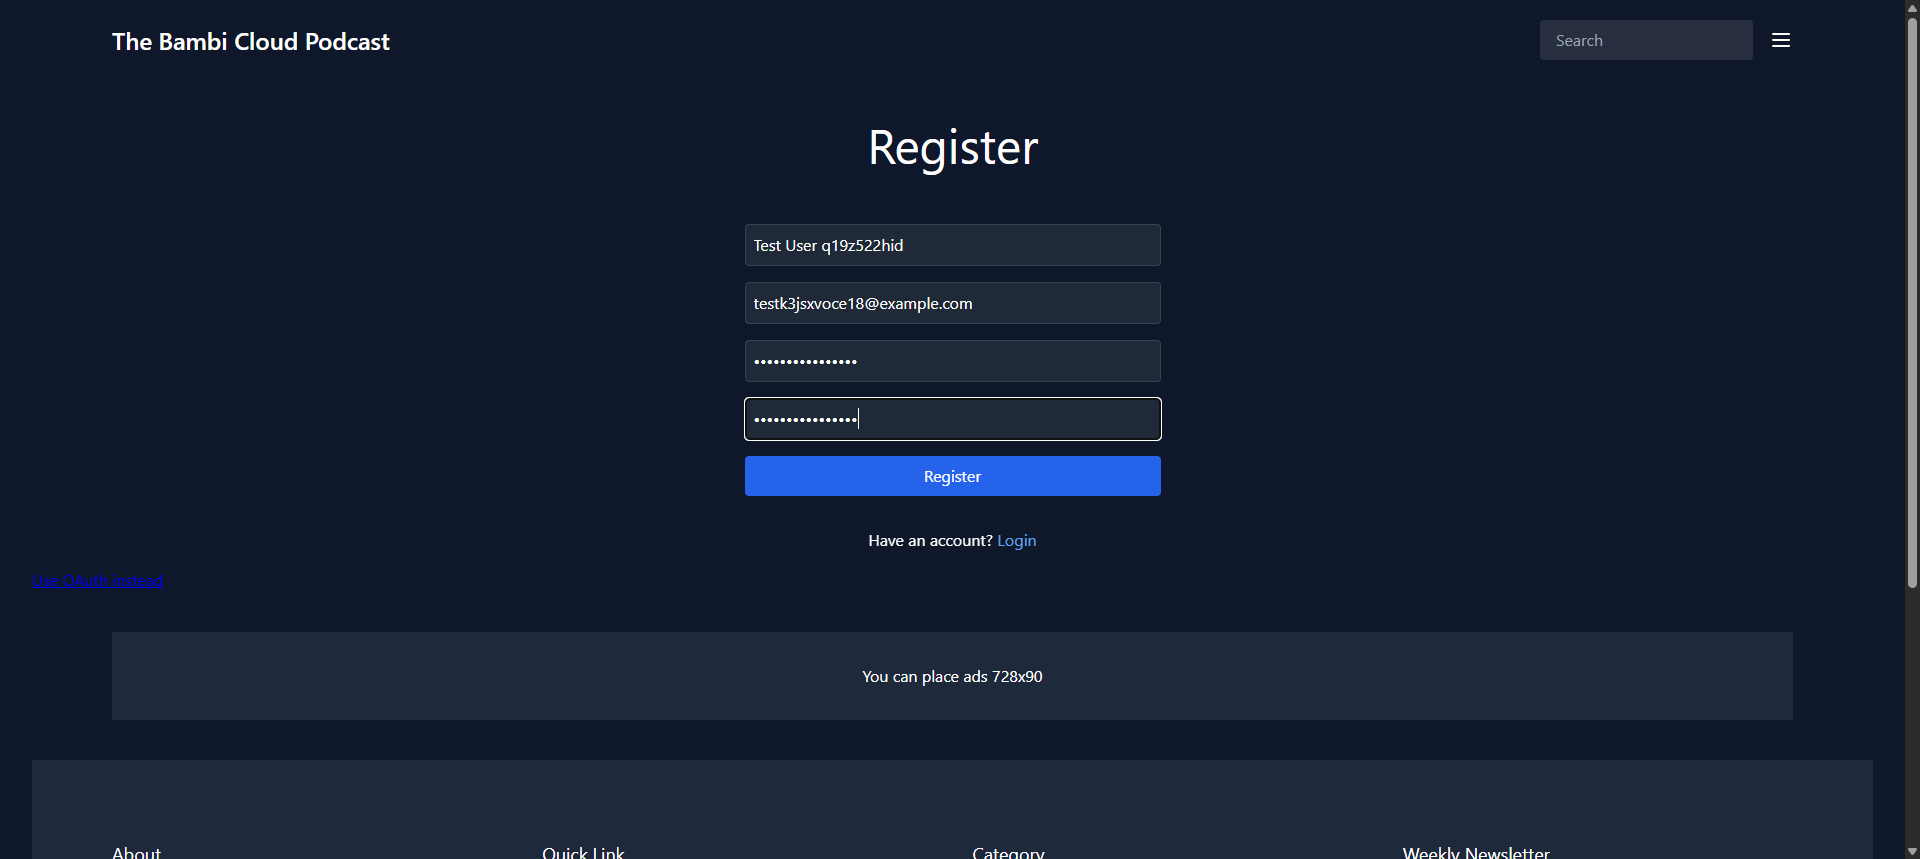 The Bambi Cloud Podcast
Search
Register
Test User q19z522hid
testk3jsxvoce18@example.com
••••••••••••••••
••••••••••••••••
Register
Have an account? Login
Use OAuth instead
You can place ads 728x90
About
Quick Link
Category
Weekly Newsletter